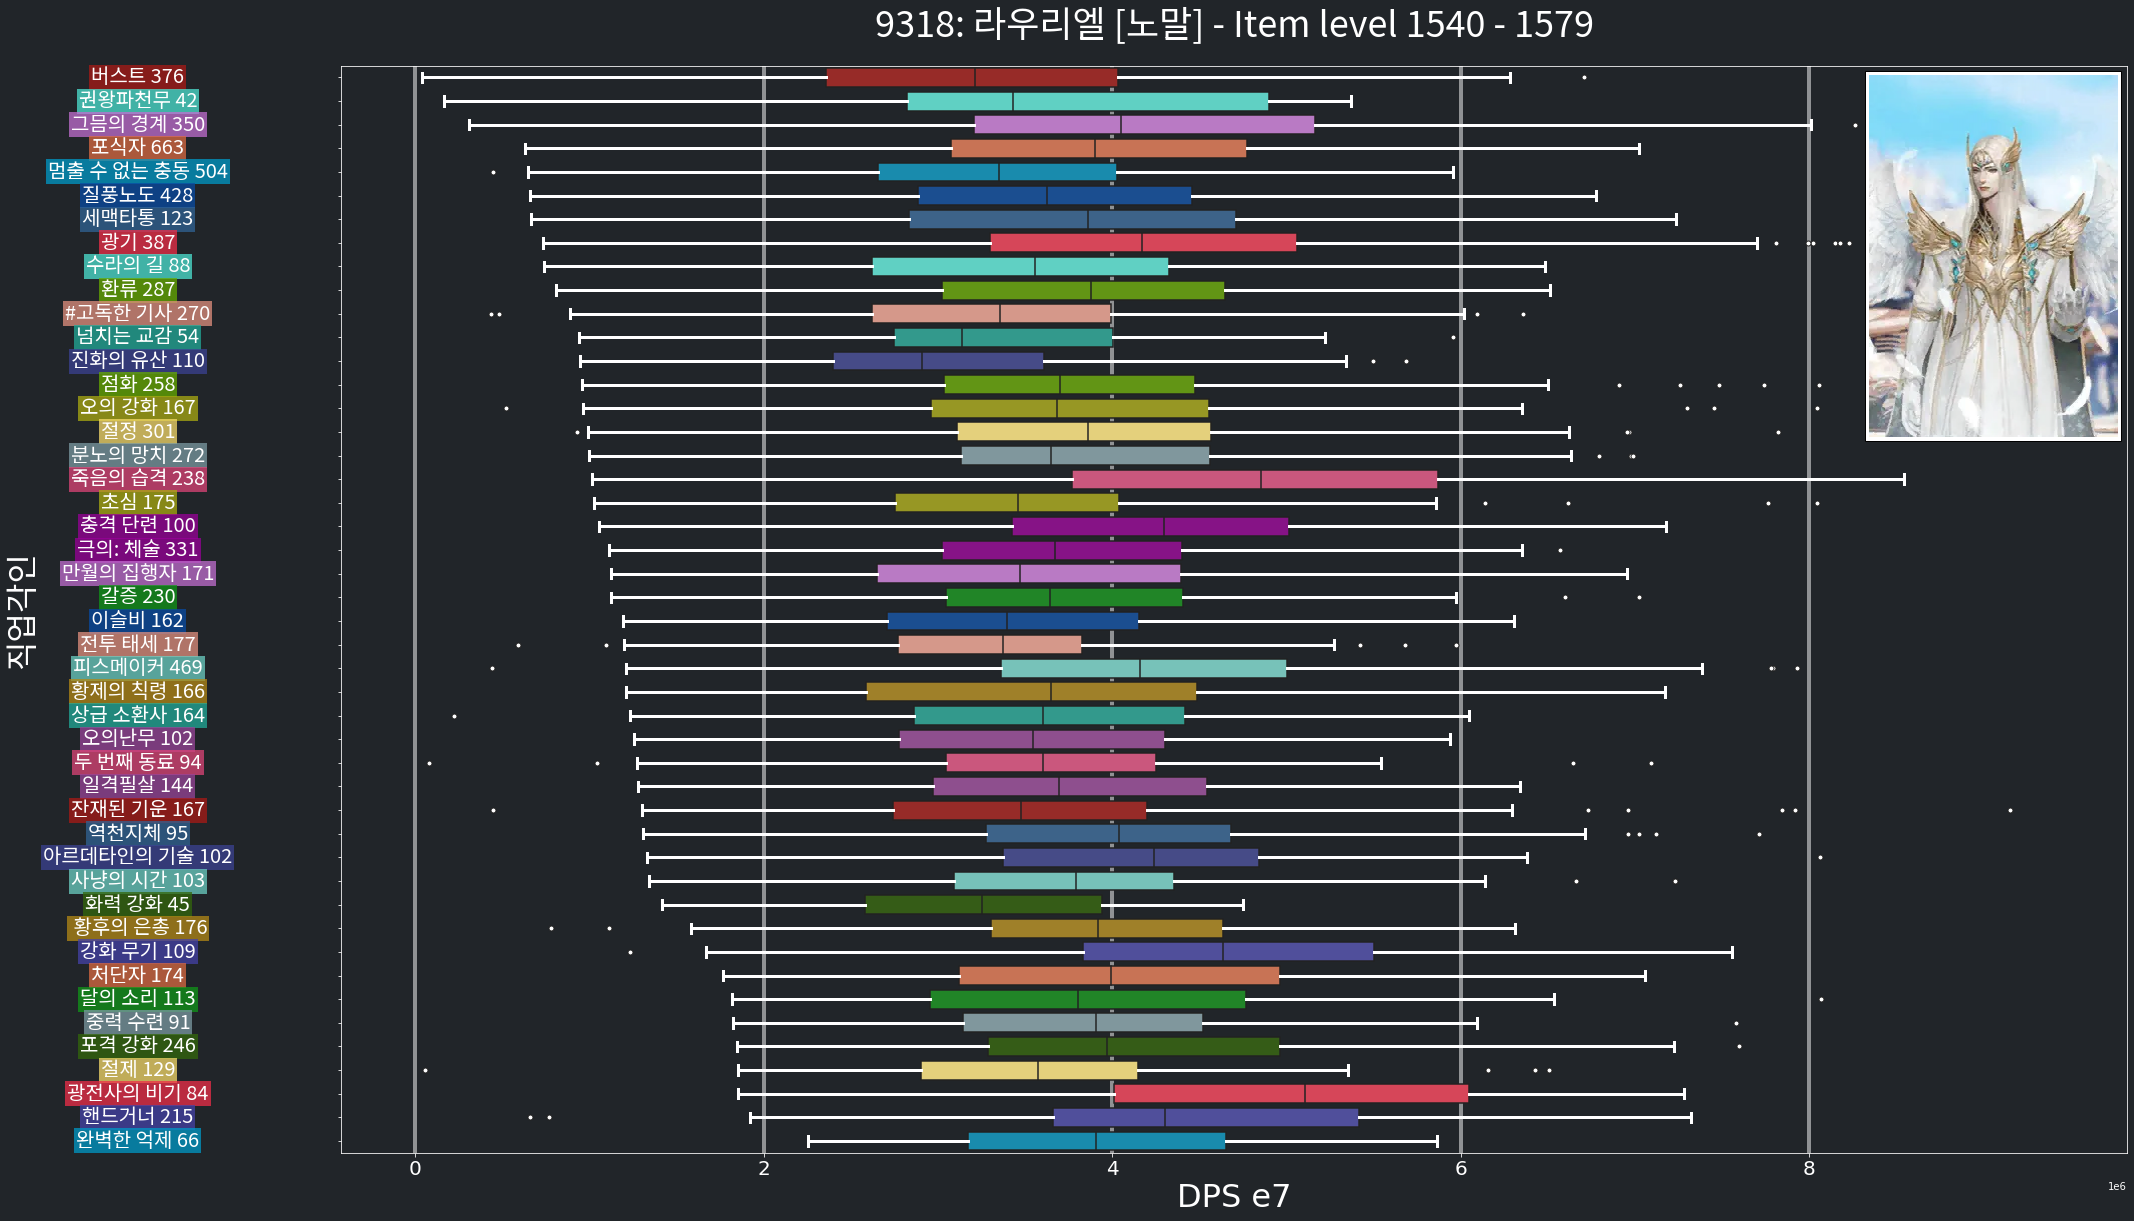 9318: 라우리엘 [노말] - Item level 1540 - 1579
버스트 376
권왕파천무 42
그믐의 경계 350
포식자 663
멈출 수 없는 충동 504
질풍노도 428
세맥타통 123
광기 387
수라의 길 88
환류 287
#고독한 기사 270
넘치는 교감 54
진화의 유산 110
점화 258
오의 강화 167
절정 301
분노의 망치 272
죽음의 습격 238
초심 175
충격 단련 100
극의: 체술 331
만월의 집행자 171
갈증 230
이슬비 162
전투 태세 177
피스메이커 469
황제의 칙령 166
상급 소환사 164
오의난무 102
두 번째 동료 94
일격필살 144
잔재된 기운 167
역천지체 95
아르데타인의 기술 102
사냥의 시간 103
화력 강화 45
황후의 은총 176
강화 무기 109
처단자 174
달의 소리 113
중력 수련 91
포격 강화 246
절제 129
광전사의 비기 84
핸드거너 215
완벽한 억제 66
직업각인
0 2 4 6 8
DPS e7
1e6